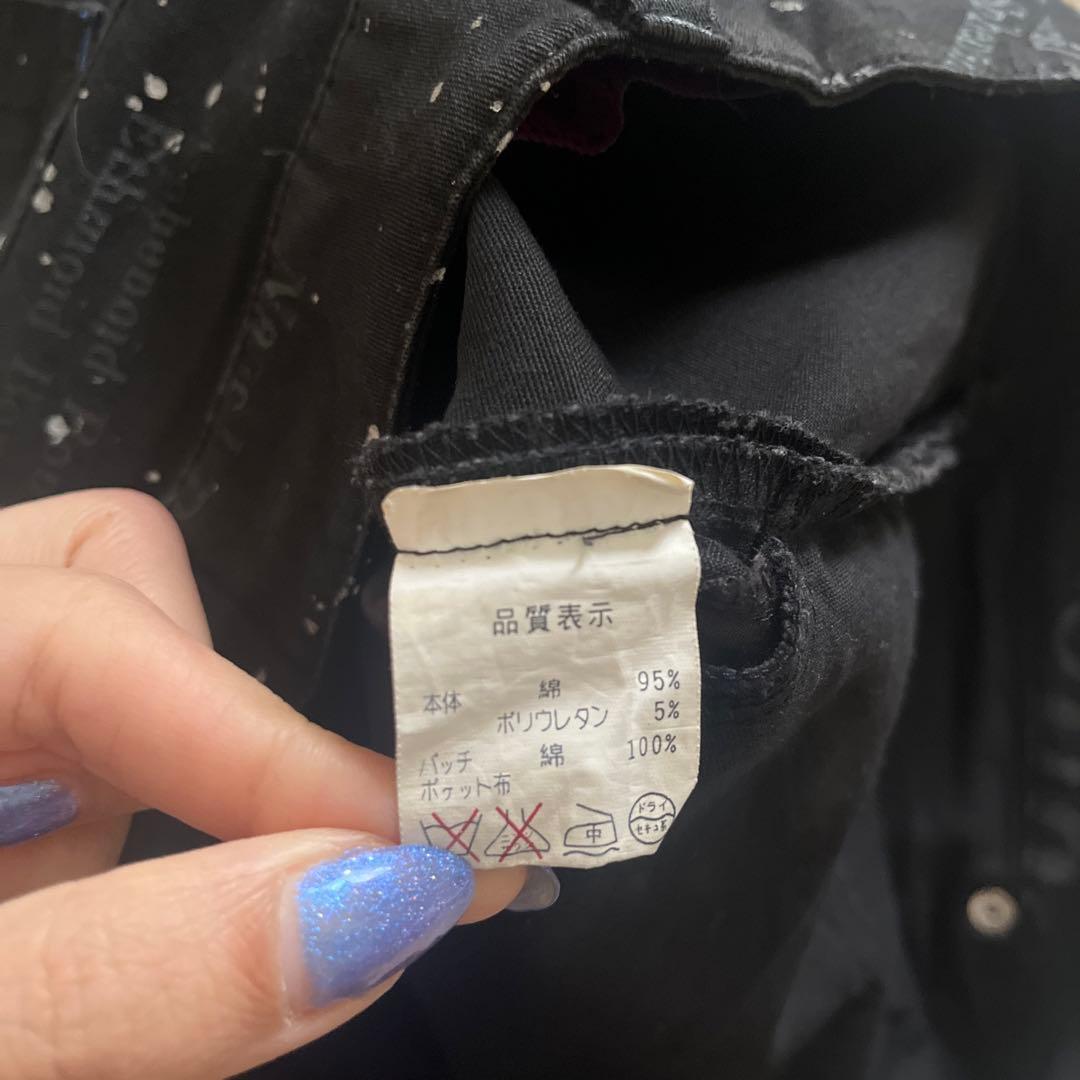 品質表示
本体 綿 95%
ポリウレタン 5%
パッチ 綿 100%
ポケット布
中
ドライ
セキユ系